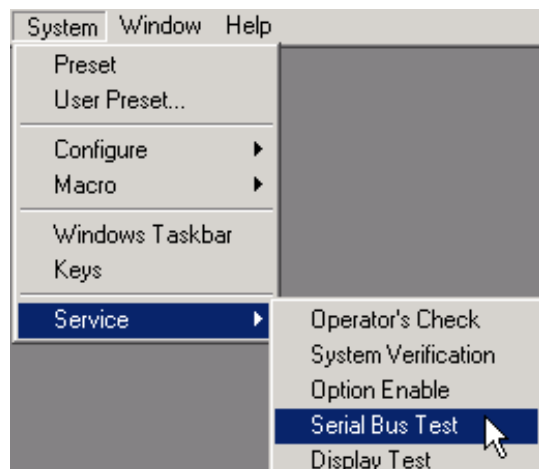 System Window Help
Preset
User Preset...
Configure
Macro
Windows Taskbar
Keys
Service
Operator's Check
System Verification
Option Enable
Serial Bus Test
Display Test